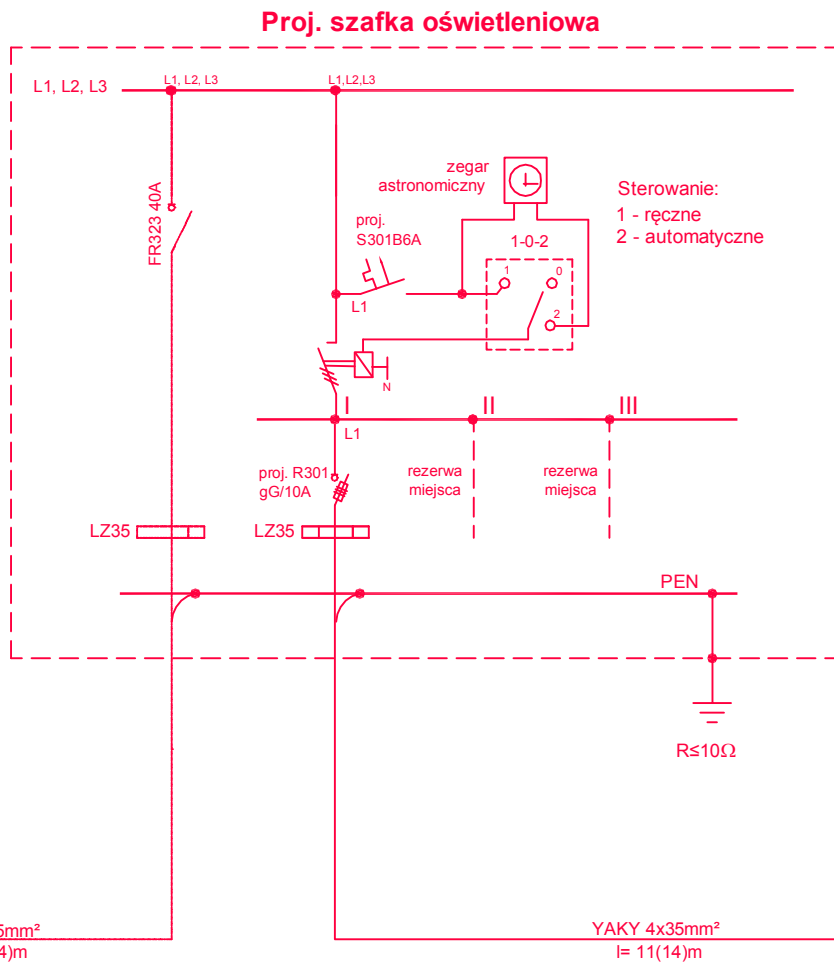 Proj. szafka oświetleniowa
L1, L2, L3
L1, L2, L3
L1,L2,L3
zegar
astronomiczny
Sterowanie:
1 - ręczne
2 - automatyczne
FR323 40A
proj.
S301B6A
1-0-2
1
0
2
L1
N
I
II
III
L1
proj. R301
gG/10A
rezerwa
miejsca
rezerwa
miejsca
LZ35
LZ35
PEN
R≤10Ω
5mm²
4)m
YAKY 4x35mm²
l= 11(14)m